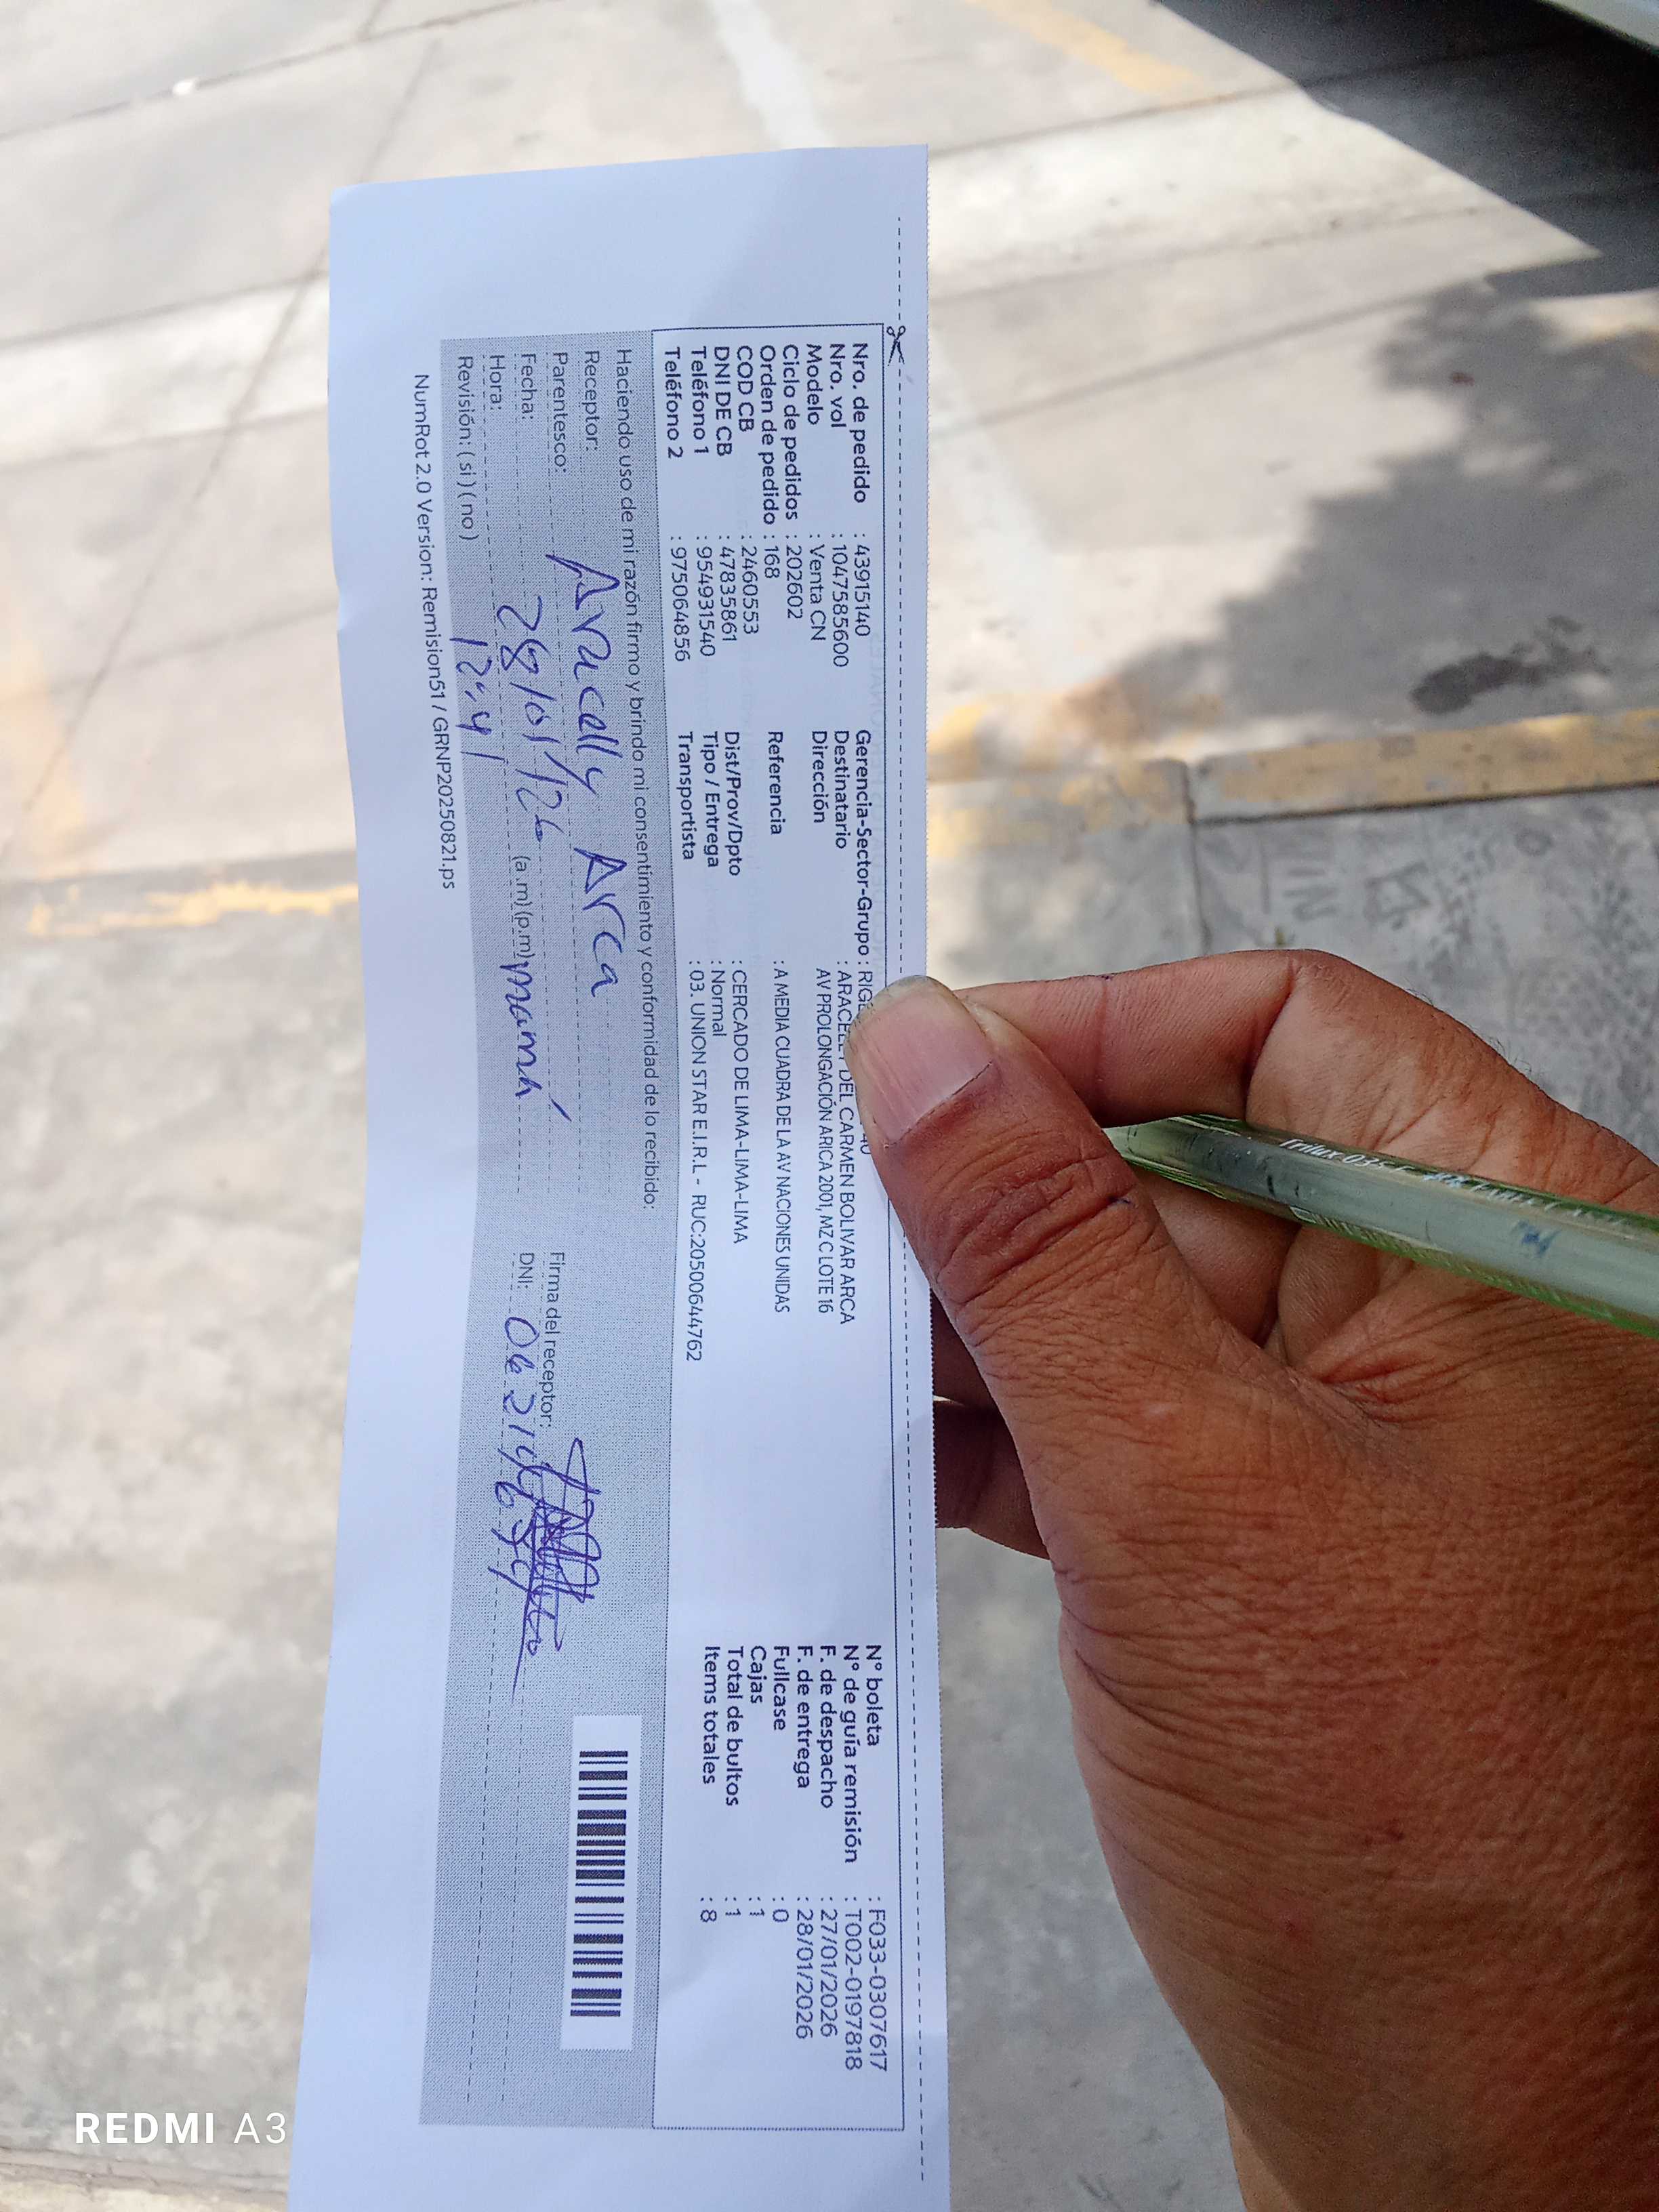 Nro. de pedido : 43915140
Nro. vol : 1047585600
Modelo : Venta CN
Ciclo de pedidos : 202602
Orden de pedido : 168
COD CB : 2460553
DNI DE CB : 47835861
Teléfono 1 : 954931540
Teléfono 2 : 975064856
Gerencia-Sector-Grupo :
Destinatario : DEL CARMEN BOLIVAR ARCA
Dirección AV PROLONGACIÓN ARICA 2001, MZ C LOTE 16
Referencia : A MEDIA CUADRA DE LA AV NACIONES UNIDAS
Dist/Prov/Dpto : CERCADO DE LIMA-LIMA-LIMA
Tipo / Entrega : Normal
Transportista : 03. UNION STAR E.I.R.L - RUC:20500644762
N° boleta : F033-0307617
N° de guía remisión : T002-0197818
F. de despacho : 27/01/2026
F. de entrega : 28/01/2026
Fullcase : 0
Cajas : 1
Total de bultos : 1
Items totales : 8
Haciendo uso de mi razón firmo y brindo mi consentimiento y conformidad de lo recibido:
Receptor: Aracelly Arca
Parentesco: mamá
Fecha: 28/01/26
Hora: 12:41 (a.m) (p.m)
Revisión: ( si ) ( no )
Firma del receptor:
DNI:
NumRot 2.0 Version: Remision51 / GRNP20250821.ps
REDMI A3